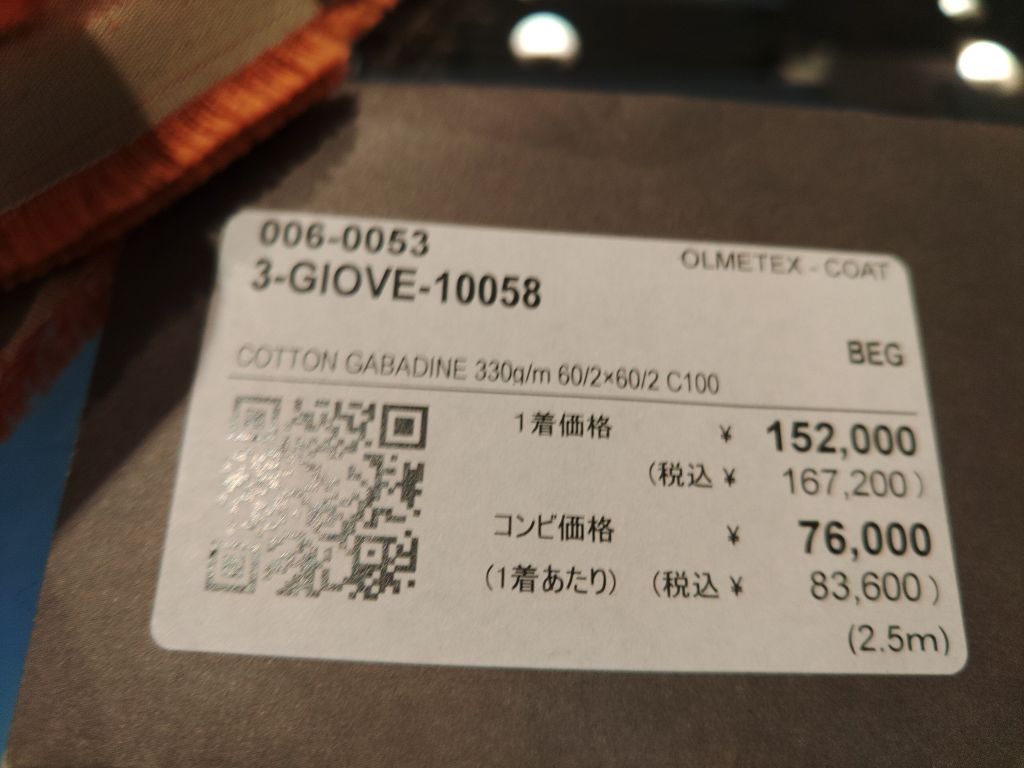 006-0053
OLMETEX - COAT
3-GIOVE-10058
BEG
COTTON GABADINE 330g/m 60/2×60/2 C100
1着価格 ¥ 152,000
(税込 ¥ 167,200)
コンビ価格 ¥ 76,000
(1着あたり) (税込 ¥ 83,600)
(2.5m)